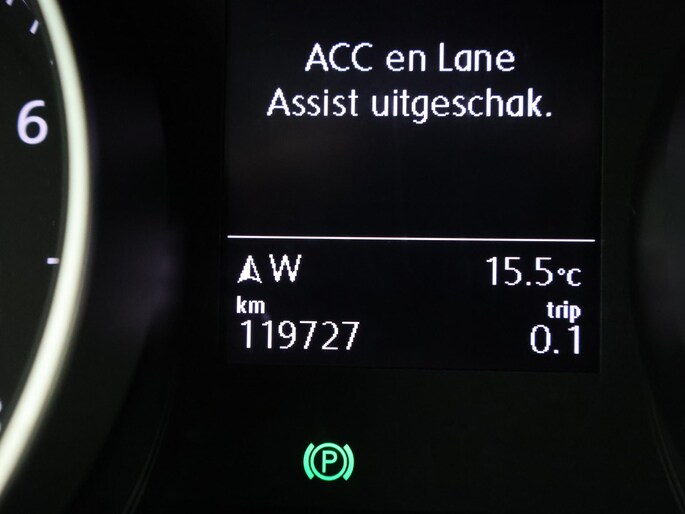 ACC en Lane
Assist uitgeschak.
6
W 15.5°C
km trip
119727 0.1
P